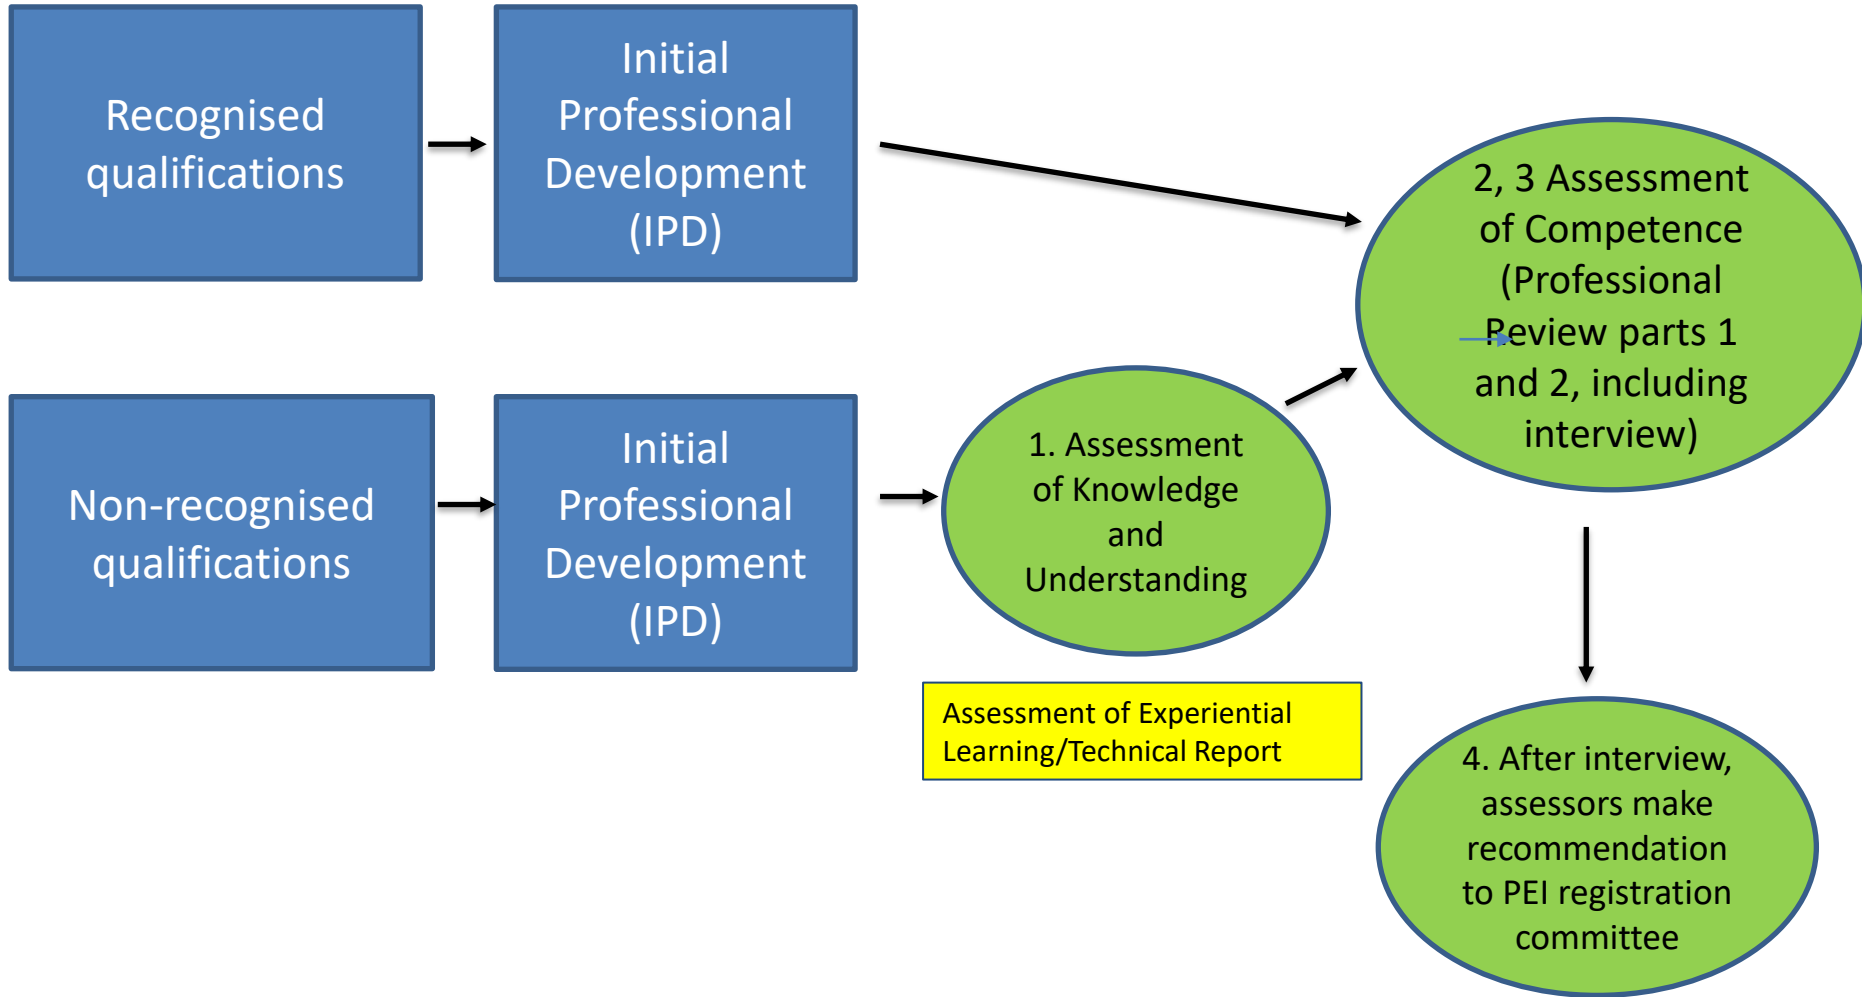 Recognised
qualifications
Initial
Professional
Development
(IPD)
2, 3 Assessment
of Competence
(Professional
Review parts 1
and 2, including
interview)
Non-recognised
qualifications
Initial
Professional
Development
(IPD)
1. Assessment
of Knowledge
and
Understanding
Assessment of Experiential
Learning/Technical Report
4. After interview,
assessors make
recommendation
to PEI registration
committee